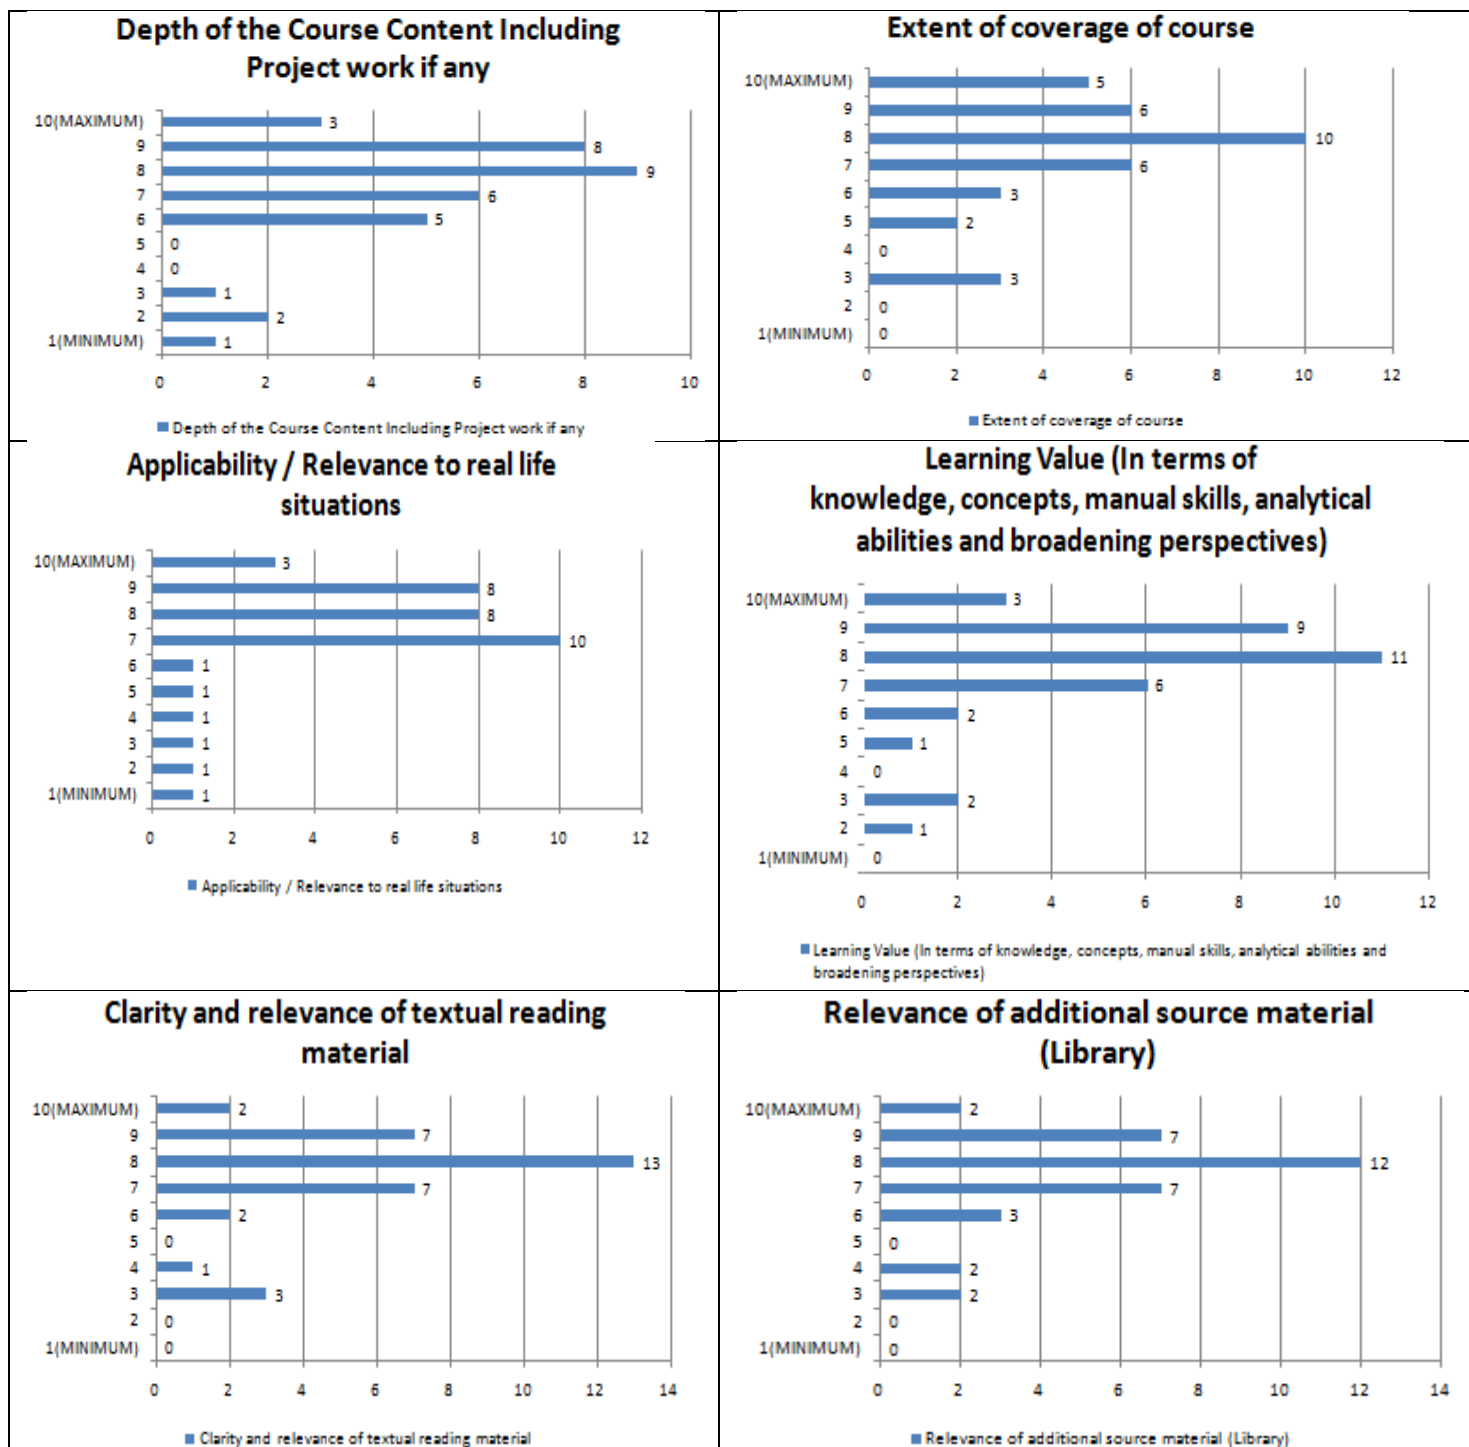 Depth of the Course Content Including
Project work if any
10(MAXIMUM) 3
9 8
8 9
7 6
6 5
5 0
4 0
3 1
2 2
1(MINIMUM) 1
0 2 4 6 8 10
Depth of the Course Content Including Project work if any
Extent of coverage of course
10(MAXIMUM) 5
9 6
8 10
7 6
6 3
5 2
4 0
3 3
2 0
1(MINIMUM) 0
0 2 4 6 8 10 12
Extent of coverage of course
Applicability / Relevance to real life
situations
10(MAXIMUM) 3
9 8
8 8
7 10
6 1
5 1
4 1
3 1
2 1
1(MINIMUM) 1
0 2 4 6 8 10 12
Applicability / Relevance to real life situations
Learning Value (In terms of
knowledge, concepts, manual skills, analytical
abilities and broadening perspectives)
10(MAXIMUM) 3
9 9
8 11
7 6
6 2
5 1
4 0
3 2
2 1
1(MINIMUM) 0
0 2 4 6 8 10 12
Learning Value (In terms of knowledge, concepts, manual skills, analytical abilities and
broadening perspectives)
Clarity and relevance of textual reading
material
10(MAXIMUM) 2
9 7
8 13
7 7
6 2
5 0
4 1
3 3
2 0
1(MINIMUM) 0
0 2 4 6 8 10 12 14
Clarity and relevance of textual reading material
Relevance of additional source material
(Library)
10(MAXIMUM) 2
9 7
8 12
7 7
6 3
5 0
4 2
3 2
2 0
1(MINIMUM) 0
0 2 4 6 8 10 12 14
Relevance of additional source material (Library)